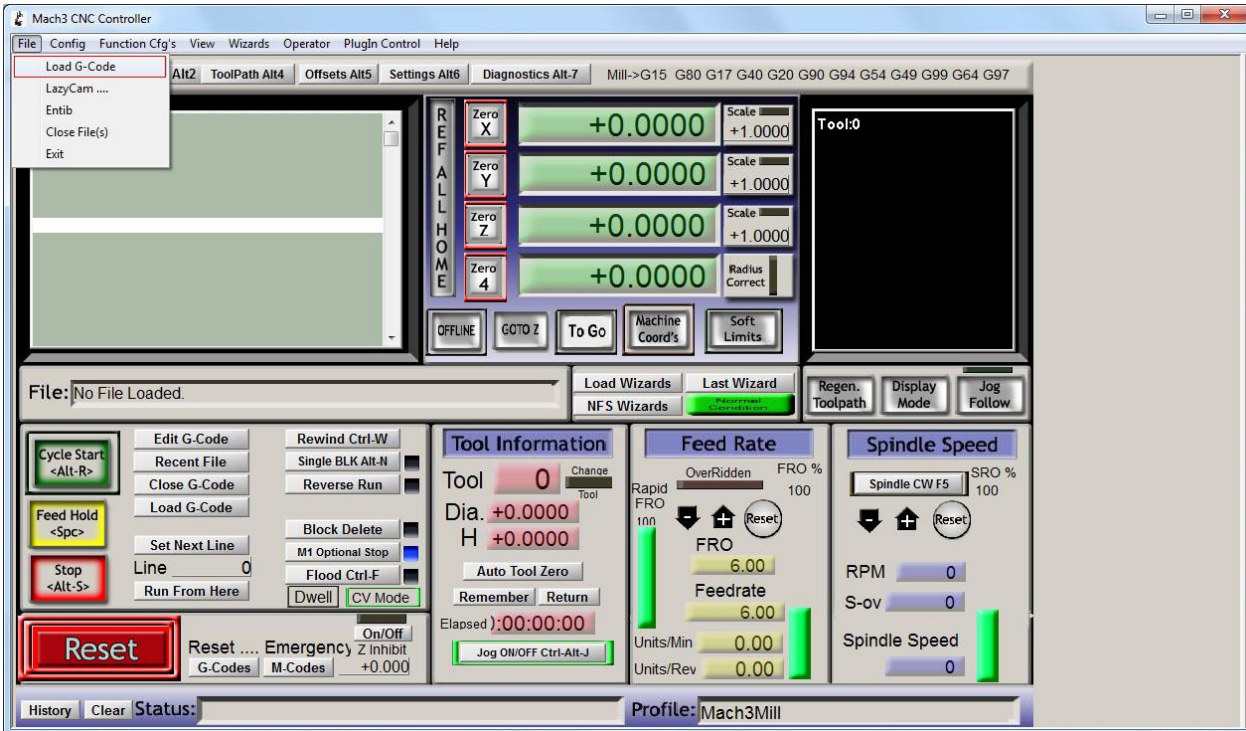 Mach3 CNC Controller
File Config Function Cfg's View Wizards Operator PlugIn Control Help
Load G-Code
LazyCam ....
Entib
Close File(s)
Exit
Alt2 ToolPath Alt4 Offsets Alt5 Settings Alt6 Diagnostics Alt-7 Mill->G15 G80 G17 G40 G20 G90 G94 G54 G49 G99 G64 G97
REF ALL HOME
Zero X +0.0000 Scale +1.0000
Zero Y +0.0000 Scale +1.0000
Zero Z +0.0000 Scale +1.0000
Zero 4 +0.0000 Radius Correct
OFFLINE GOTO Z To Go Machine Coord's Soft Limits
Tool:0
File: No File Loaded.
Load Wizards Last Wizard
NFS Wizards Normal Condition
Regen. Toolpath Display Mode Jog Follow
Cycle Start <Alt-R>
Feed Hold <Spc>
Stop <Alt-S>
Edit G-Code
Recent File
Close G-Code
Load G-Code
Set Next Line
Line 0
Run From Here
Rewind Ctrl-W
Single BLK Alt-N
Reverse Run
Block Delete
M1 Optional Stop
Flood Ctrl-F
Dwell CV Mode
Reset
Reset .... Emergency
G-Codes M-Codes
On/Off
Z Inhibit
+0.000
Tool Information
Tool 0 Change Tool
Dia. +0.0000
H +0.0000
Auto Tool Zero
Remember Return
Elapsed ):00:00:00
Jog ON/OFF Ctrl-Alt-J
Feed Rate
OverRidden FRO %
100
Rapid FRO
100
Reset
FRO
6.00
Feedrate
6.00
Units/Min 0.00
Units/Rev 0.00
Spindle Speed
Spindle CW F5 SRO %
100
Reset
RPM 0
S-ov 0
Spindle Speed
0
History Clear Status: Profile: Mach3Mill